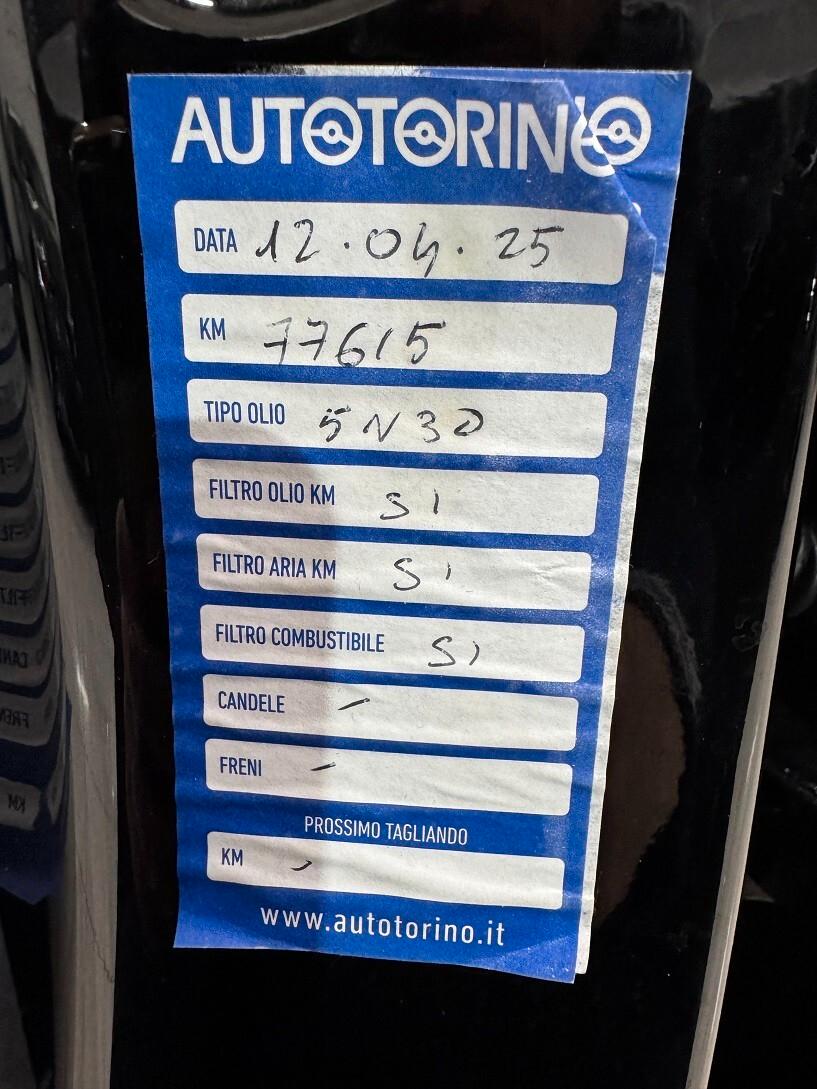 AUTOTORINO
DATA 12.04.25
KM 77615
TIPO OLIO 5W30
FILTRO OLIO KM SI
FILTRO ARIA KM SI
FILTRO COMBUSTIBILE SI
CANDELE -
FRENI -
PROSSIMO TAGLIANDO
KM -
www.autotorino.it